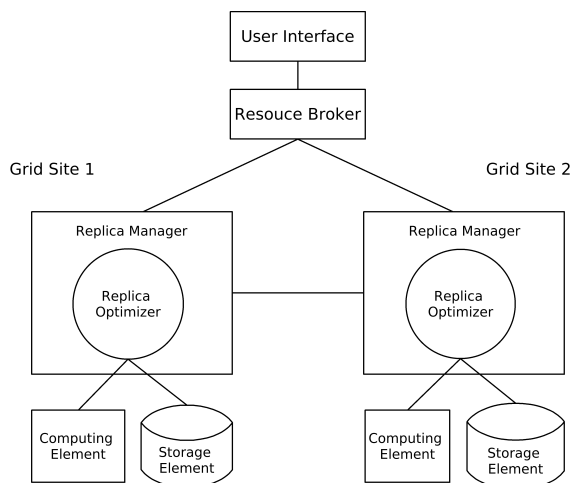 User Interface
Resouce Broker
Grid Site 1
Grid Site 2
Replica Manager
Replica
Optimizer
Computing
Element
Storage
Element
Replica Manager
Replica
Optimizer
Computing
Element
Storage
Element